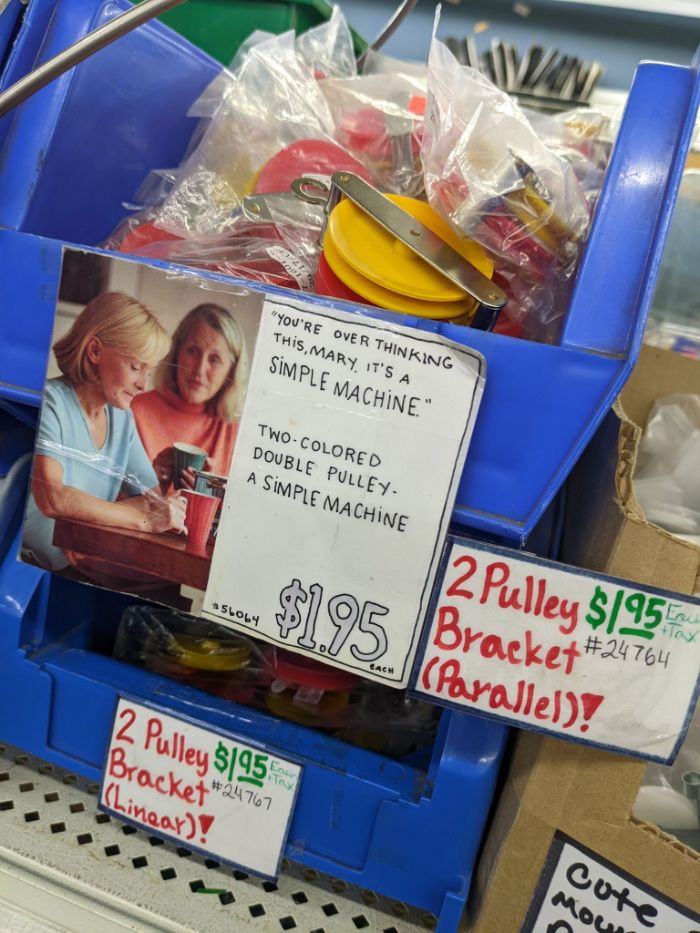 "YOU'RE OVER THINKING
THIS, MARY, IT'S A
SIMPLE MACHINE."
TWO-COLORED
DOUBLE PULLEY-
A SIMPLE MACHINE
#56064 $1.95
EACH
2 Pulley $1.95 Each
+Tax
Bracket #24764
(Parallel)!
2 Pulley $1.95 Each
+Tax
Bracket #24767
(Linear)!
Cute